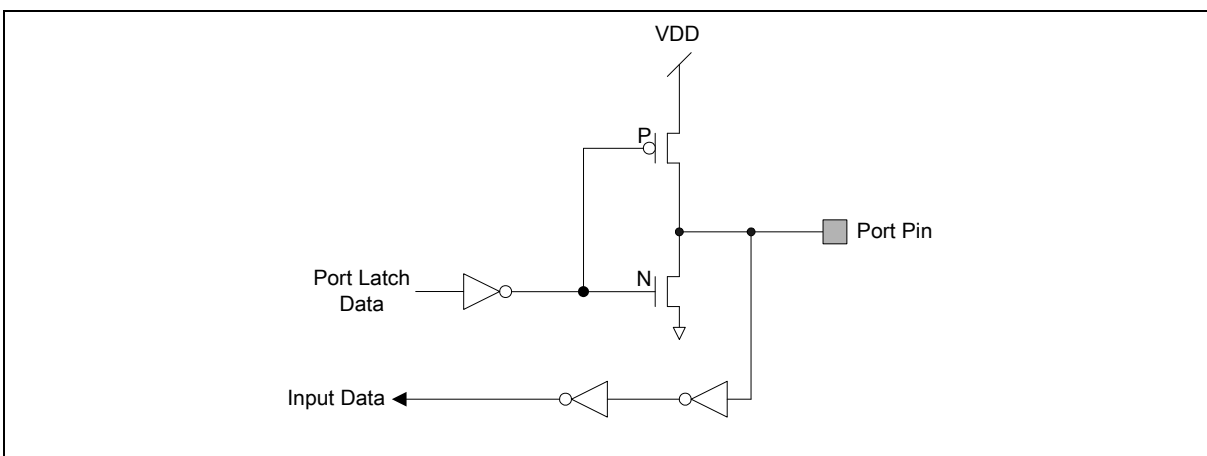 VDD
P
Port Pin
N
Port Latch
Data
Input Data